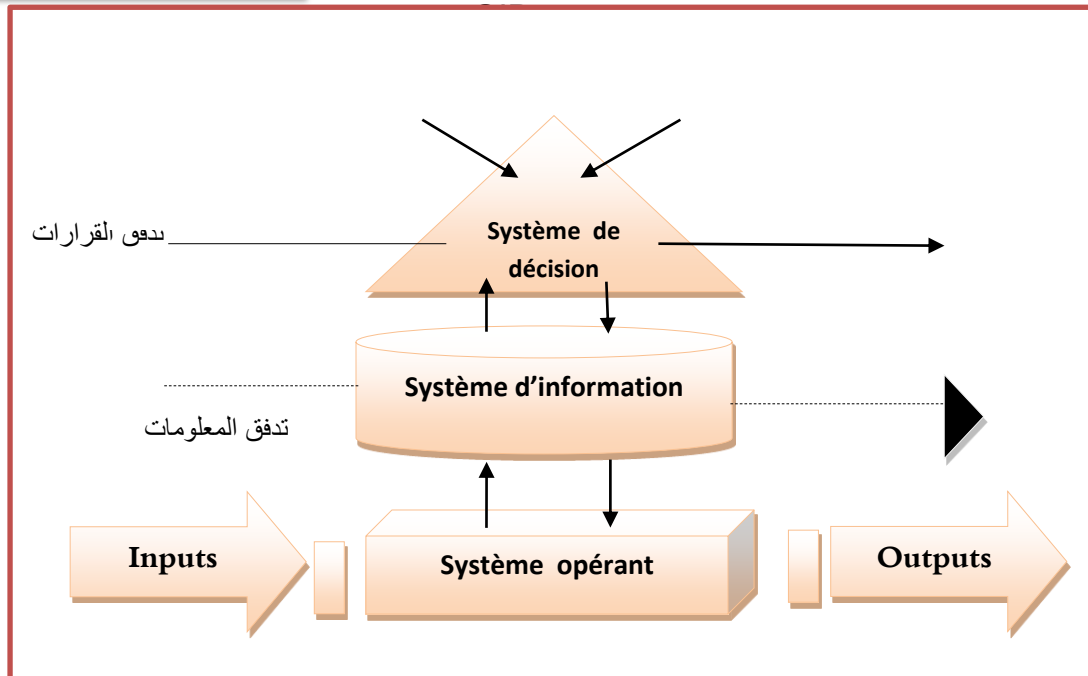 Système de
décision
تدفق القرارات
Système d'information
تدفق المعلومات
Inputs
Système opérant
Outputs